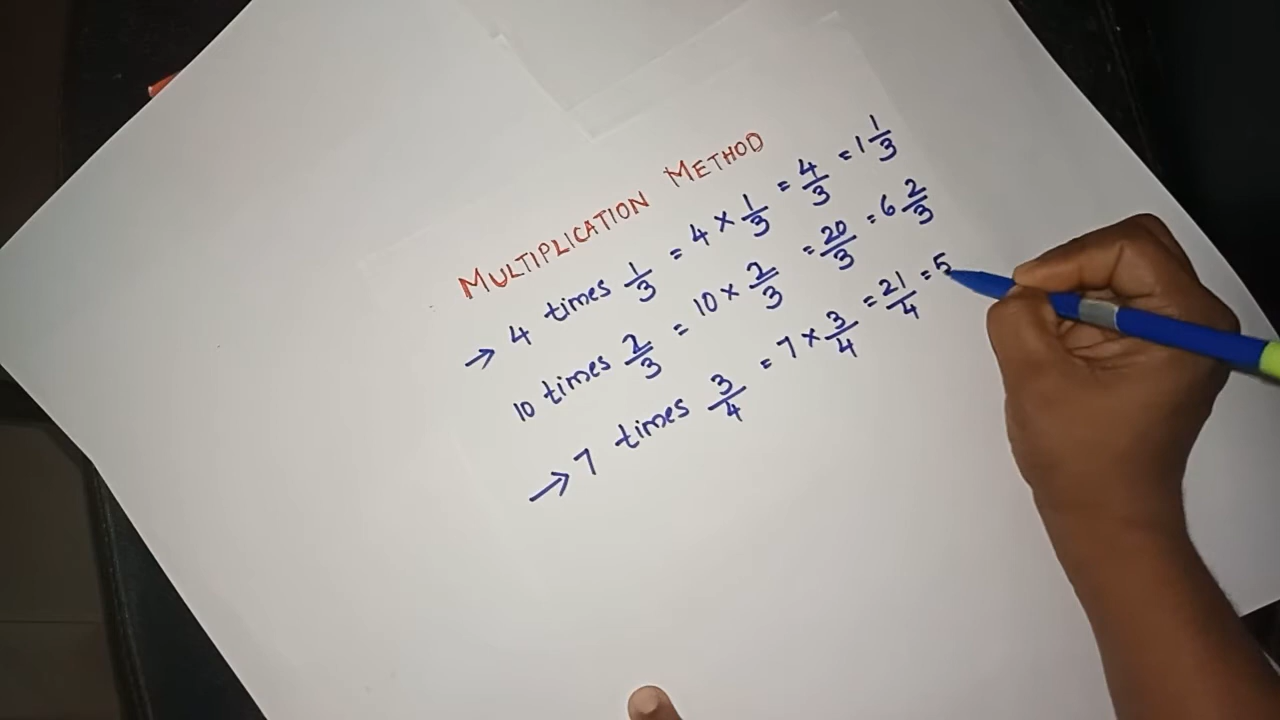 MULTIPLICATION METHOD
→ 4 times 1/3 = 4 × 1/3 = 4/3 = 1 1/3
10 times 2/3 = 10 × 2/3 = 20/3 = 6 2/3
→ 7 times 3/4 = 7 × 3/4 = 21/4 = 5